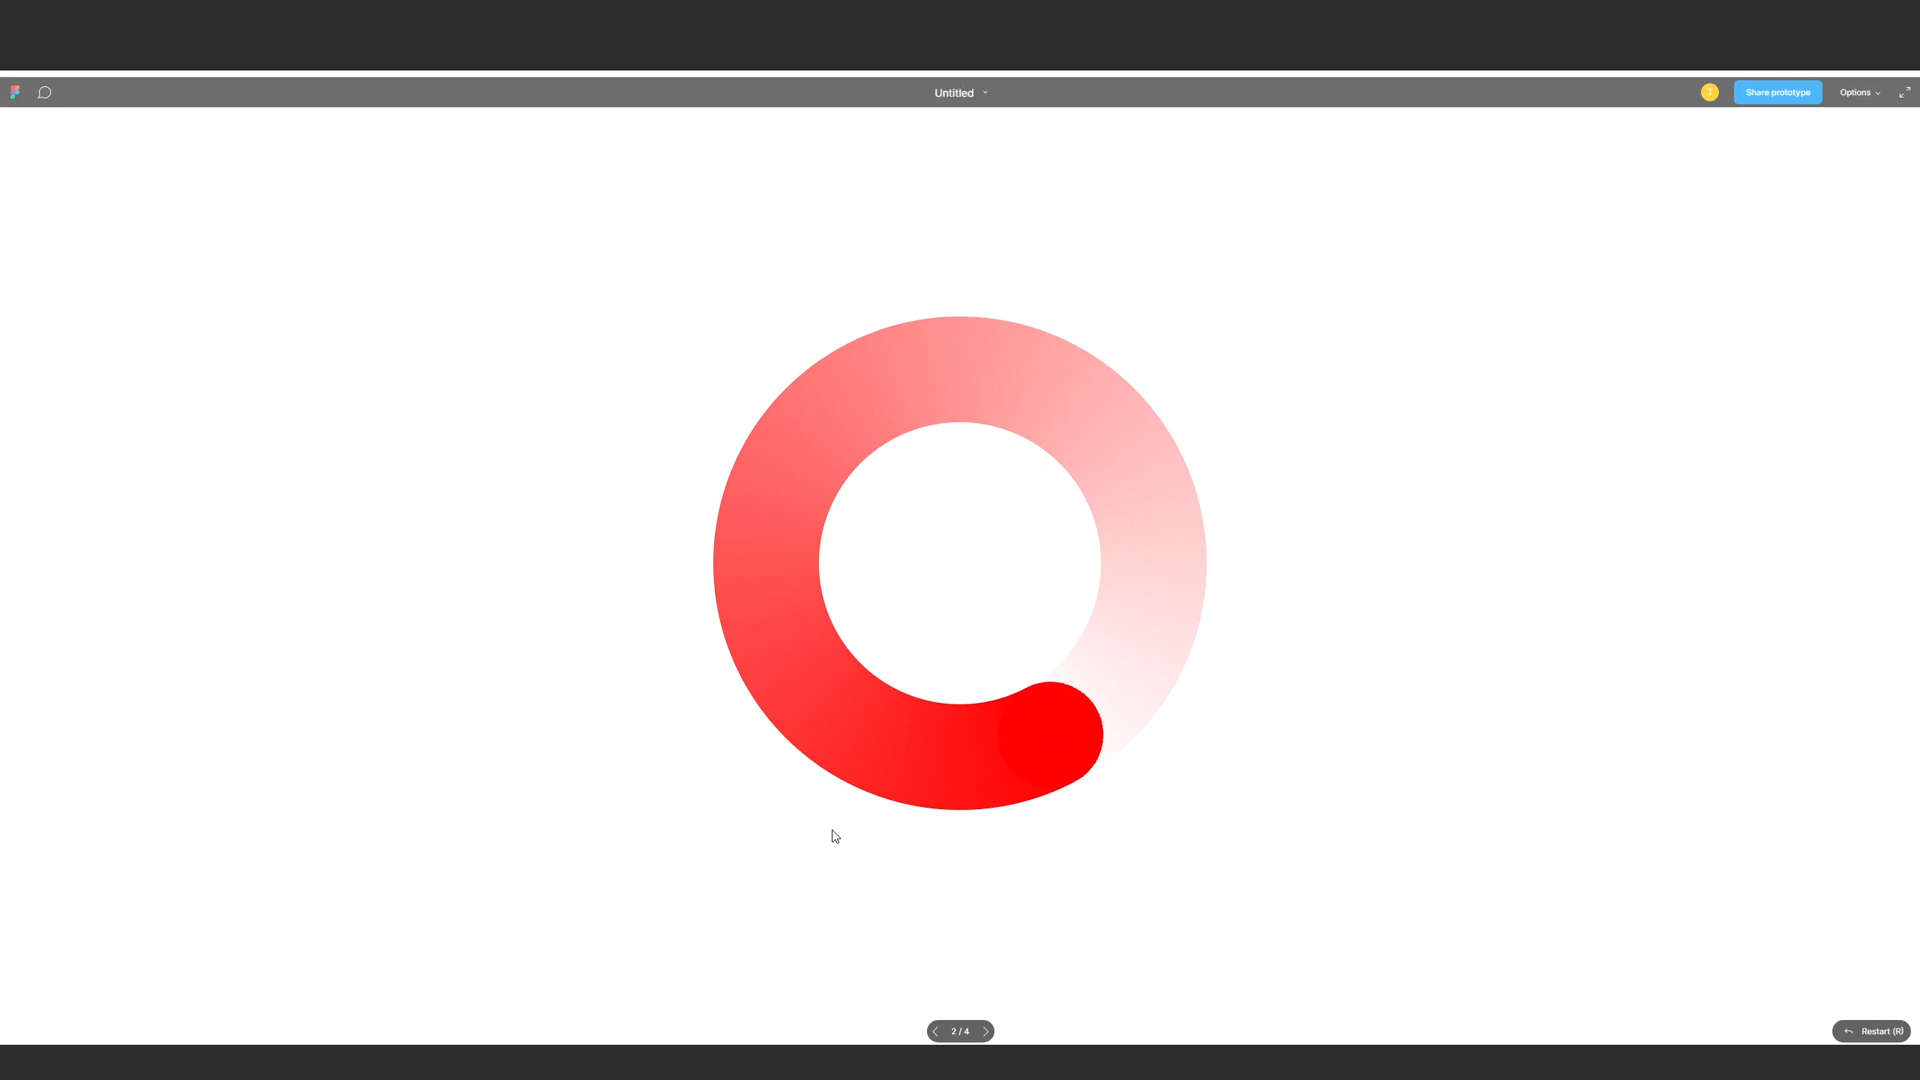 Untitled
T
Share prototype
Options
2 / 4
Restart (R)